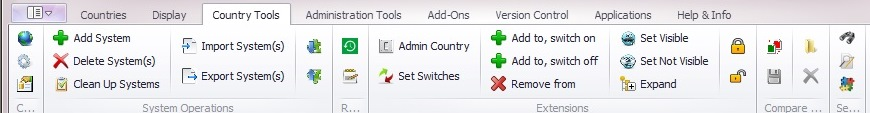 Countries Display Country Tools Administration Tools Add-Ons Version Control Applications Help & Info
Add System
Delete System(s)
Clean Up Systems
Import System(s)
Export System(s)
Admin Country
Set Switches
Add to, switch on
Add to, switch off
Remove from
Set Visible
Set Not Visible
Expand
C... System Operations R... Extensions Compare ... Se...